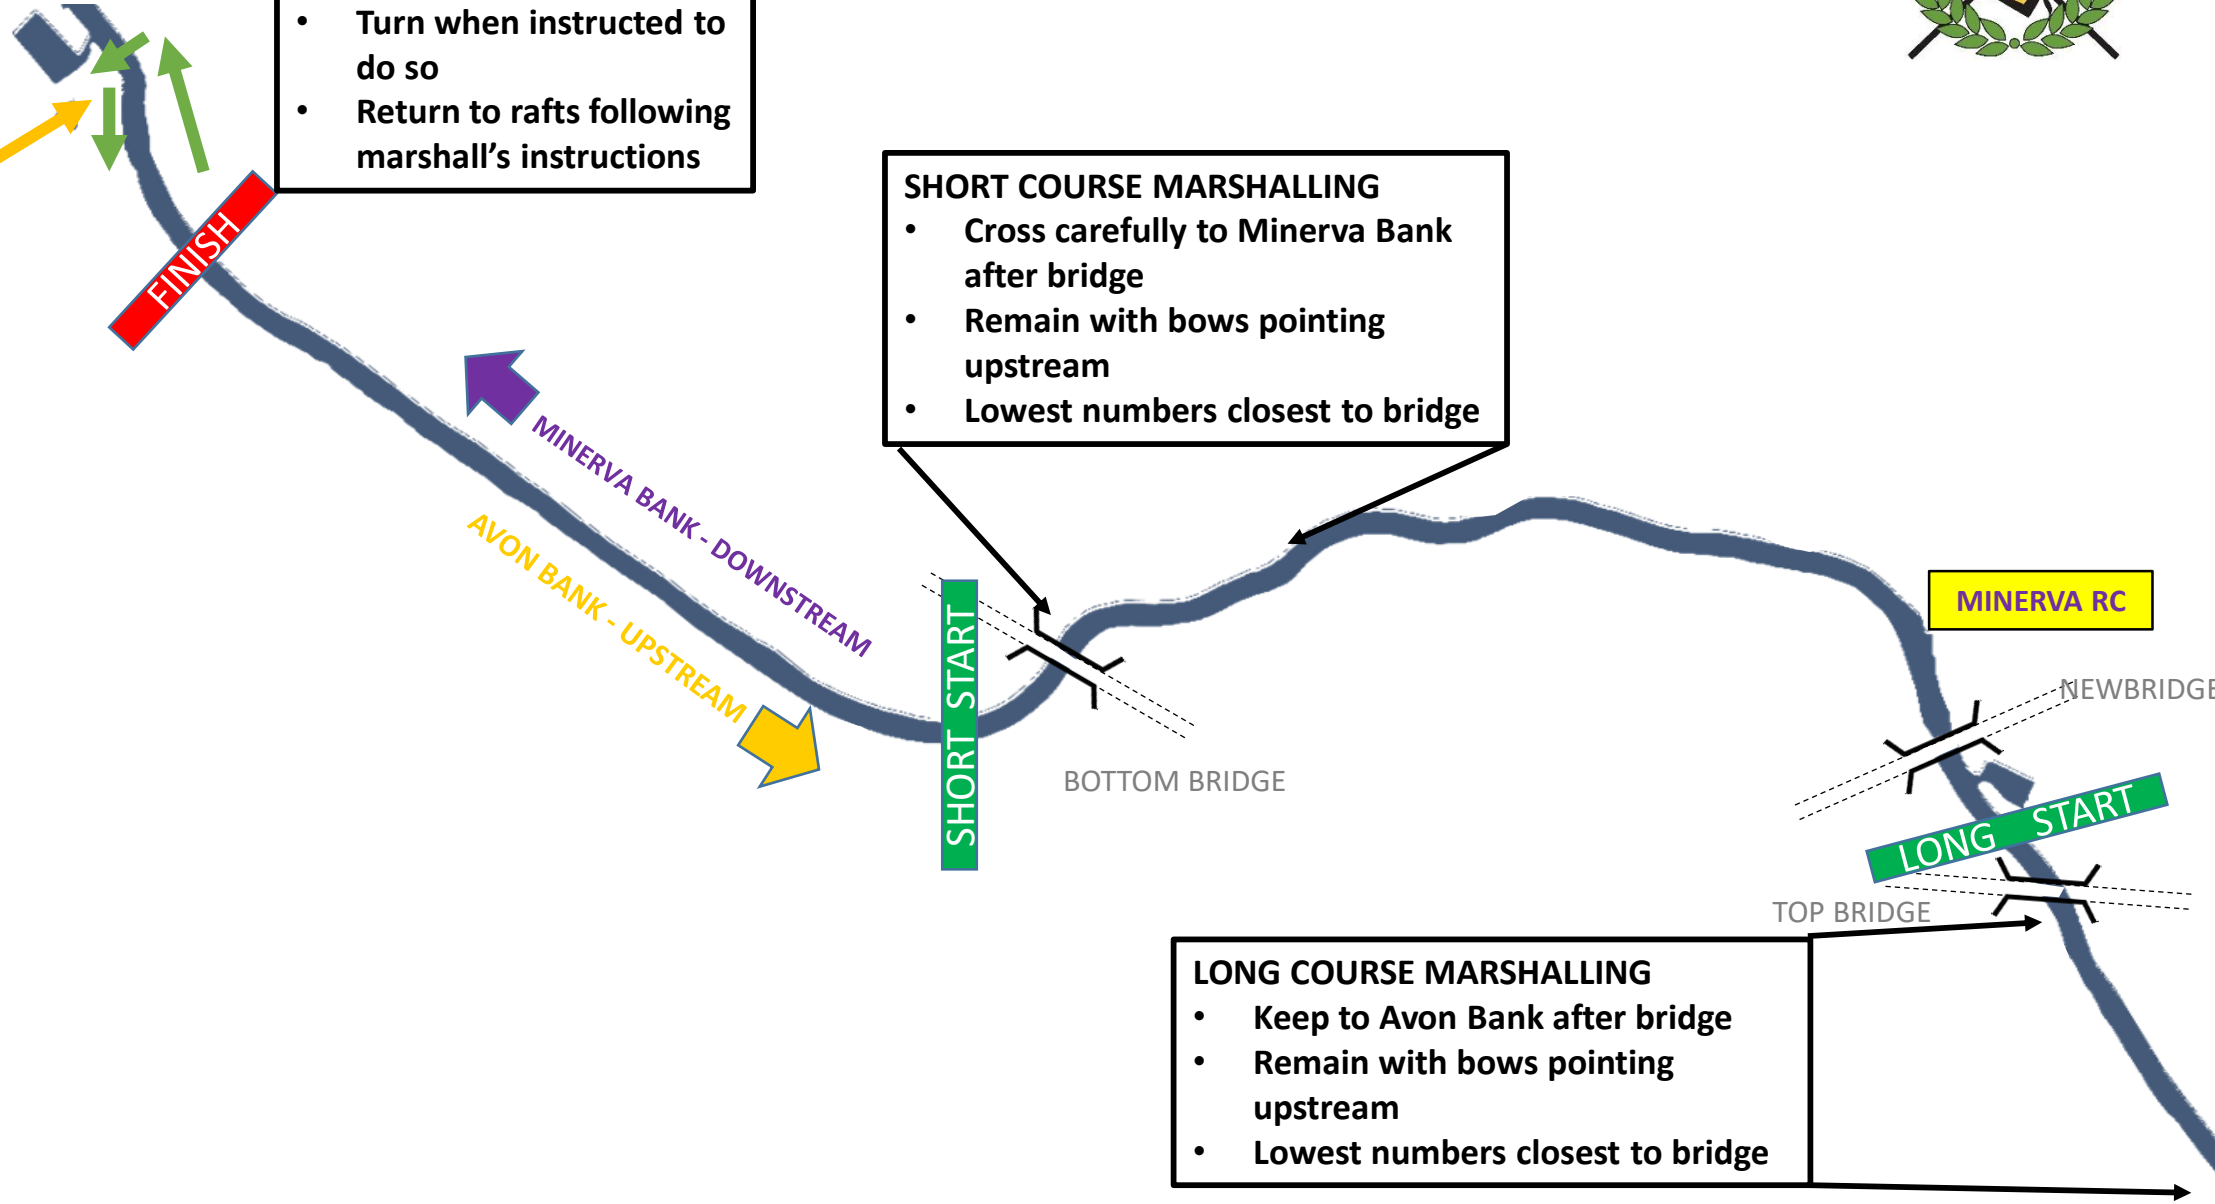 • Turn when instructed to
do so
• Return to rafts following
marshall's instructions
FINISH
SHORT COURSE MARSHALLING
• Cross carefully to Minerva Bank
after bridge
• Remain with bows pointing
upstream
• Lowest numbers closest to bridge
MINERVA BANK - DOWNSTREAM
AVON BANK - UPSTREAM
SHORT START
BOTTOM BRIDGE
MINERVA RC
NEWBRIDGE
LONG START
TOP BRIDGE
LONG COURSE MARSHALLING
• Keep to Avon Bank after bridge
• Remain with bows pointing
upstream
• Lowest numbers closest to bridge